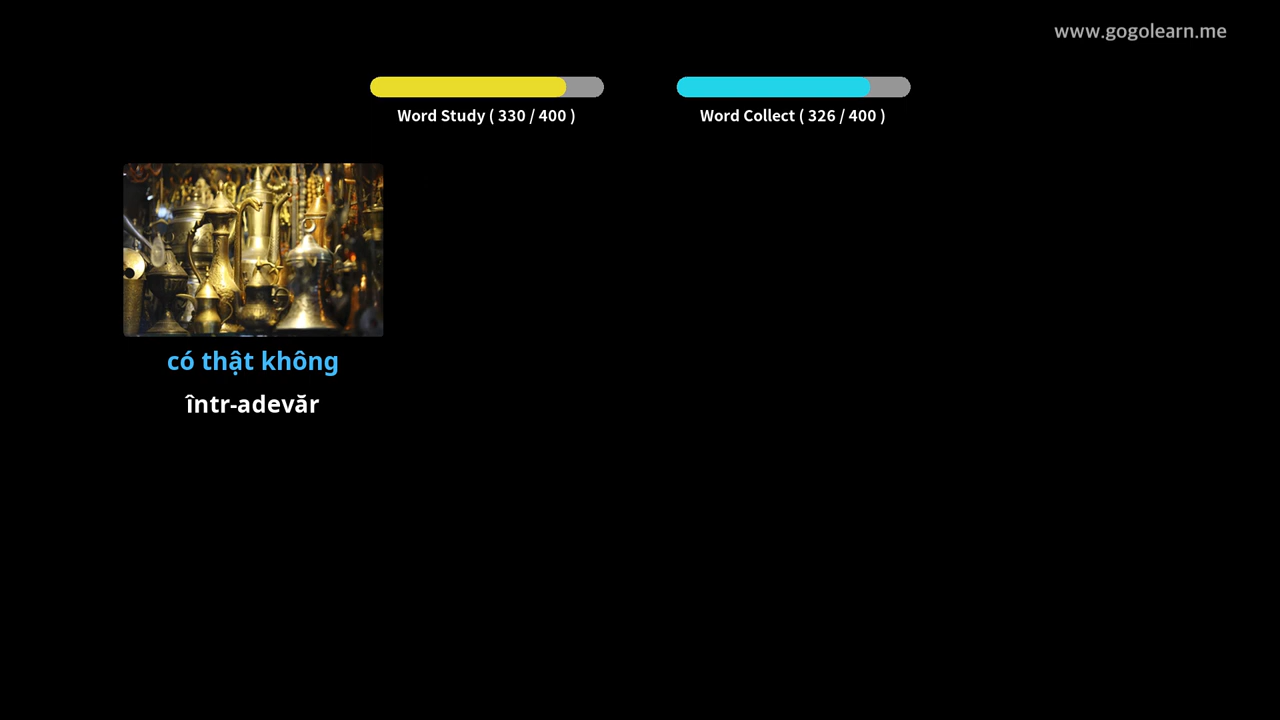 www.gogolearn.me
Word Study ( 330 / 400 )
Word Collect ( 326 / 400 )
có thật không
într-adevăr